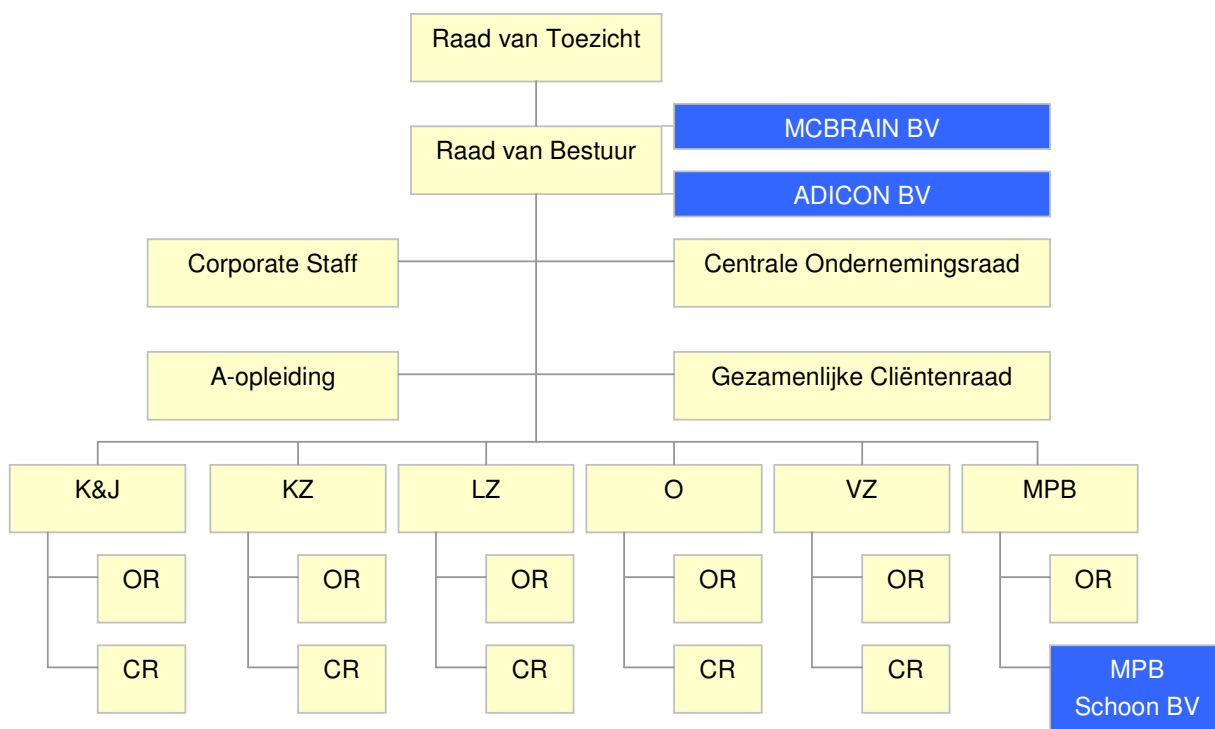 Raad van Toezicht
MCBRAIN BV
Raad van Bestuur
ADICON BV
Corporate Staff
Centrale Ondernemingsraad
A-opleiding
Gezamenlijke Cliëntenraad
K&J
KZ
LZ
O
VZ
MPB
OR
OR
OR
OR
OR
OR
CR
CR
CR
CR
CR
MPB
Schoon BV